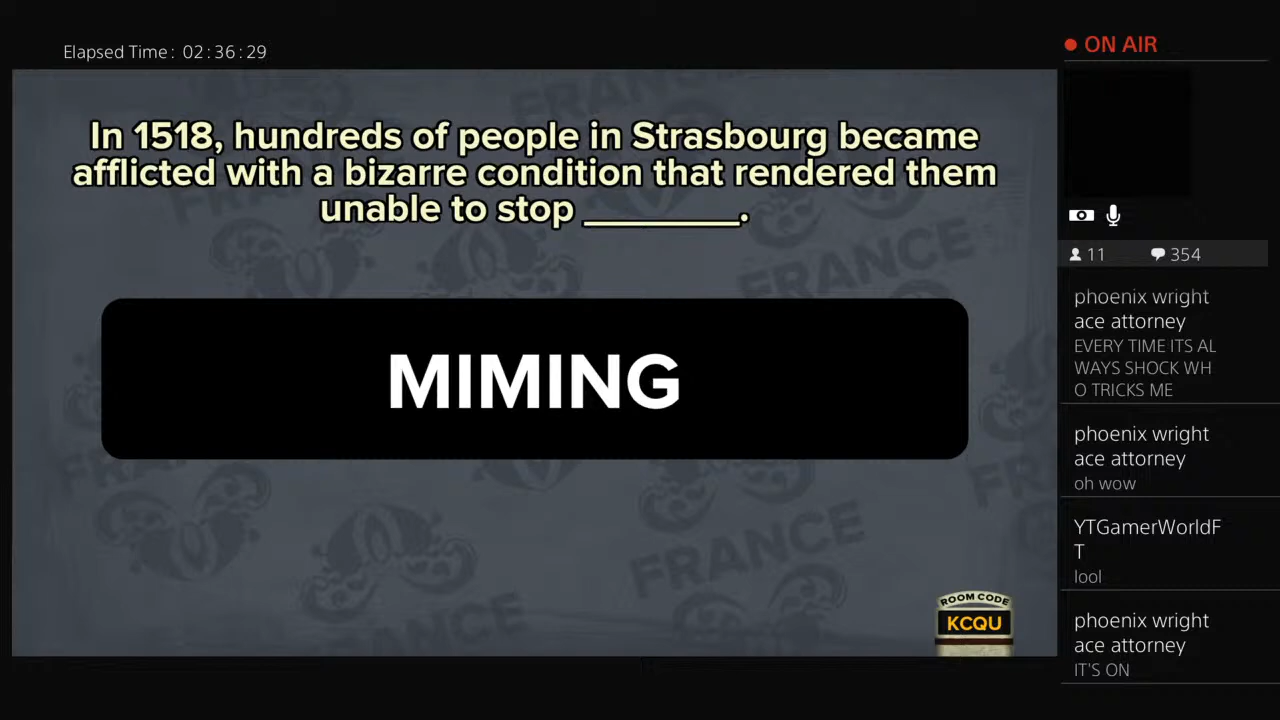 Elapsed Time: 02:36:29
ON AIR
In 1518, hundreds of people in Strasbourg became
afflicted with a bizarre condition that rendered them
unable to stop ________.
MIMING
FRANCE
FRANCE
FRANCE
ROOM CODE
KCQU
11 354
phoenix wright
ace attorney
EVERY TIME ITS AL
WAYS SHOCK WH
O TRICKS ME
phoenix wright
ace attorney
oh wow
YTGamerWorldF
T
lool
phoenix wright
ace attorney
IT'S ON